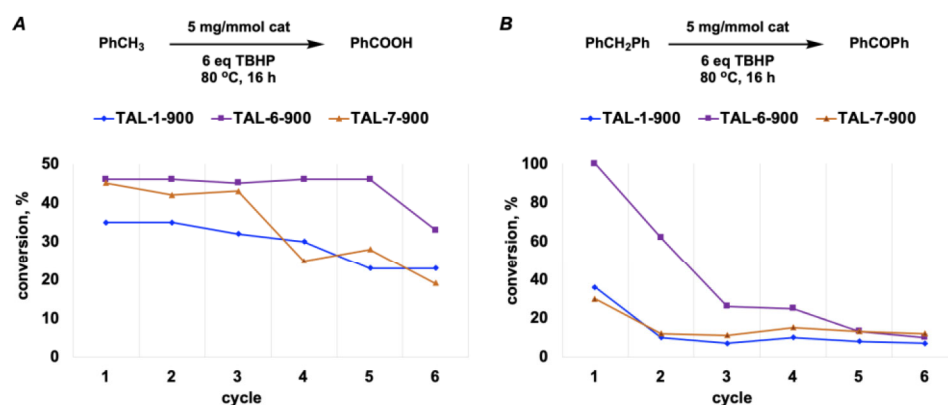 A
5 mg/mmol cat
PhCH3 PhCOOH
6 eq TBHP
80 ºC, 16 h
TAL-1-900 TAL-6-900 TAL-7-900
50
40
30
20
10
0
conversion, %
1 2 3 4 5 6
cycle
B
5 mg/mmol cat
PhCH2Ph PhCOPh
6 eq TBHP
80 ºC, 16 h
TAL-1-900 TAL-6-900 TAL-7-900
100
80
60
40
20
0
conversion, %
1 2 3 4 5 6
cycle